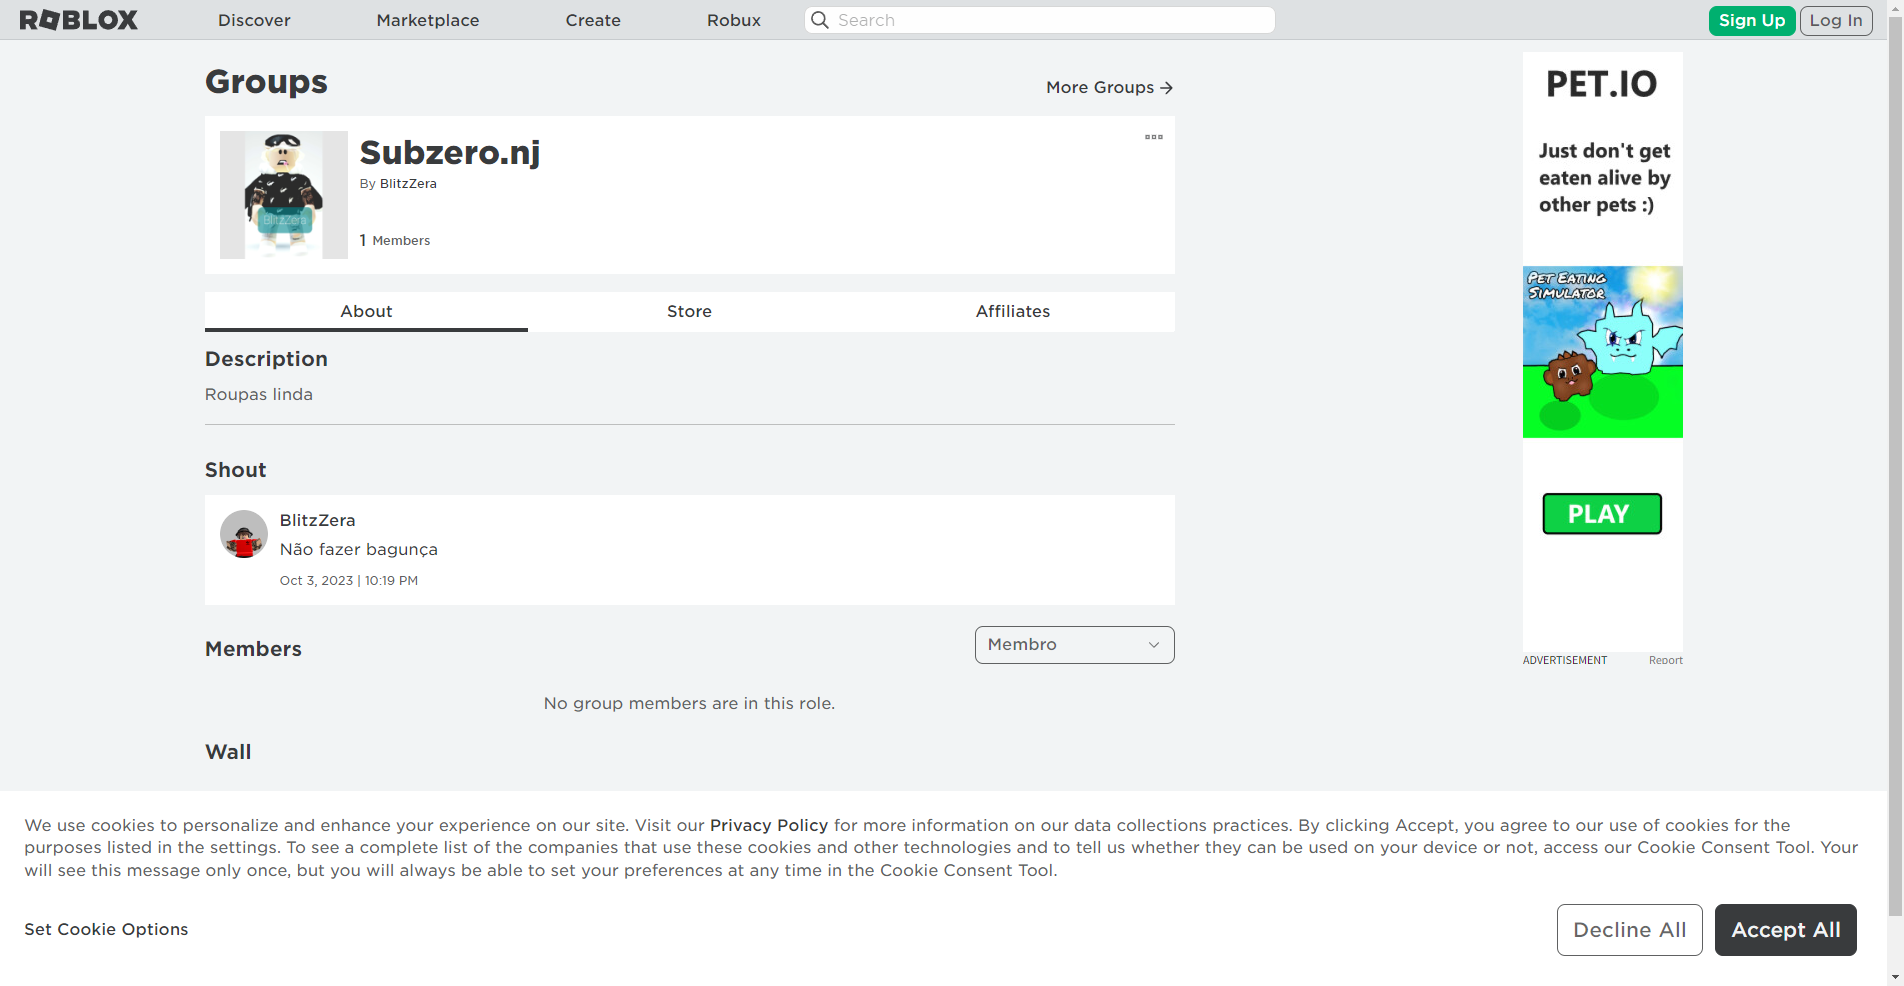 ROBLOX
Discover
Marketplace
Create
Robux
Search
Sign Up
Log In
Groups
More Groups
Subzero.nj
By BlitzZera
BlitzZera
1 Members
About
Store
Affiliates
Description
Roupas linda
Shout
BlitzZera
Não fazer bagunça
Oct 3, 2023 | 10:19 PM
Members
Membro
No group members are in this role.
Wall
PET.IO
Just don't get
eaten alive by
other pets :)
PET EATING
SIMULATOR
PLAY
ADVERTISEMENT
Report
We use cookies to personalize and enhance your experience on our site. Visit our Privacy Policy for more information on our data collections practices. By clicking Accept, you agree to our use of cookies for the
purposes listed in the settings. To see a complete list of the companies that use these cookies and other technologies and to tell us whether they can be used on your device or not, access our Cookie Consent Tool. Your
will see this message only once, but you will always be able to set your preferences at any time in the Cookie Consent Tool.
Set Cookie Options
Decline All
Accept All